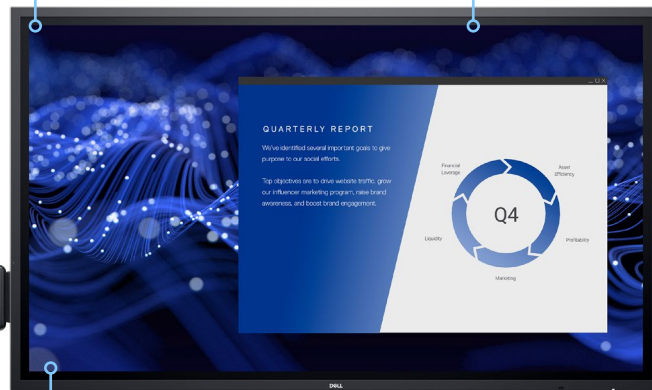 QUARTERLY REPORT
We've identified several important goals to give
purpose to our social efforts.
Top objectives are to drive website traffic, grow
our influencer marketing program, raise brand
awareness, and boost brand engagement.
Financial
Leverage
Asset
Efficiency
Q4
Liquidity
Profitability
Marketing
DELL